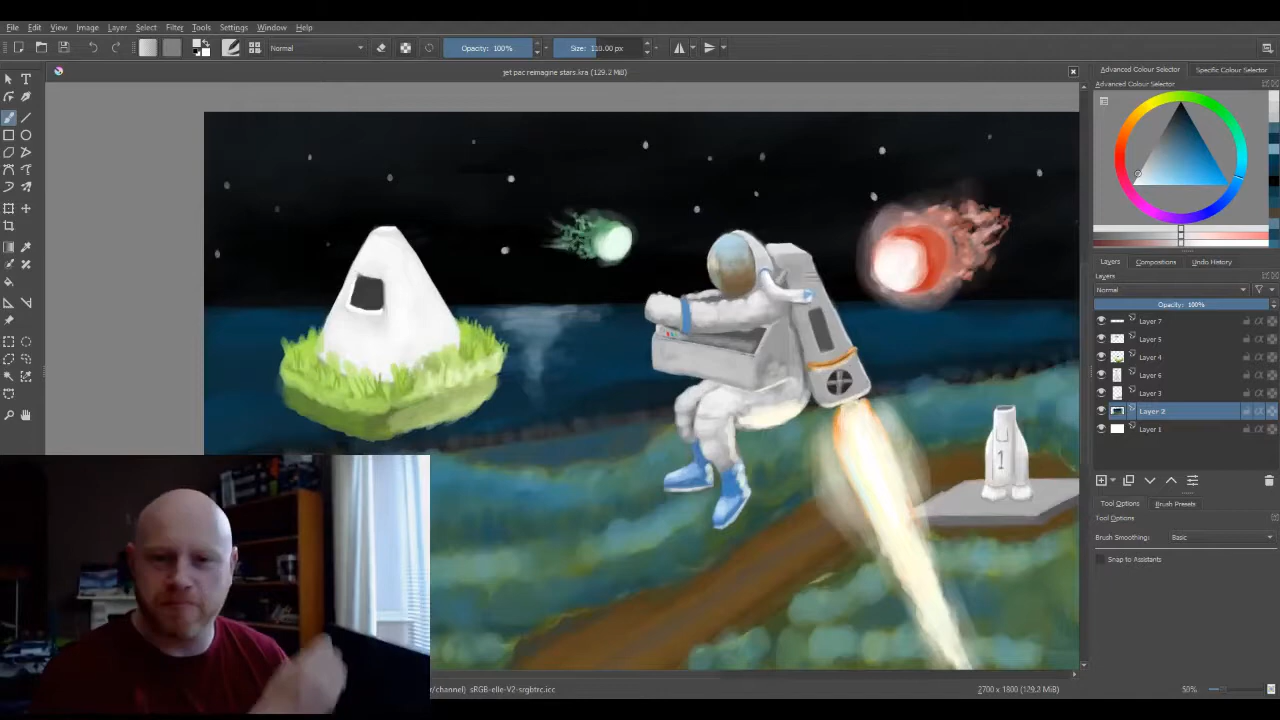 File Edit View Image Layer Select Filter Tools Settings Window Help
Normal Opacity: 100% Size: 118.00 px
jet pac reimagine stars.kra (129.2 MiB)
Advanced Colour Selector Specific Colour Selector
Advanced Colour Selector
Layers Compositions Undo History
Layers
Normal
Opacity: 100%
Layer 7
Layer 5
Layer 4
Layer 6
Layer 3
Layer 2
Layer 1
1
Tool Options Brush Presets
Tool Options
Brush Smoothing: Basic
Snap to Assistants
/channel) sRGB-elle-V2-srgbtrc.icc 2700 x 1800 (129.2 MiB) 50%